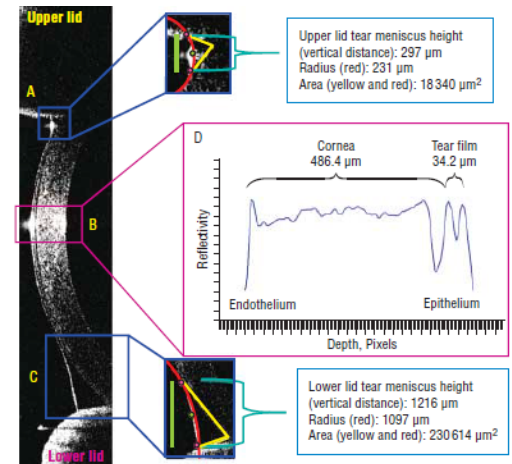 Upper lid
A
Upper lid tear meniscus height
(vertical distance): 297 μm
Radius (red): 231 μm
Area (yellow and red): 18 340 μm²
B
D
Cornea
486.4 μm
Tear film
34.2 μm
Reflectivity
Endothelium
Epithelium
Depth, Pixels
C
Lower lid
Lower lid tear meniscus height
(vertical distance): 1216 μm
Radius (red): 1097 μm
Area (yellow and red): 230 614 μm²